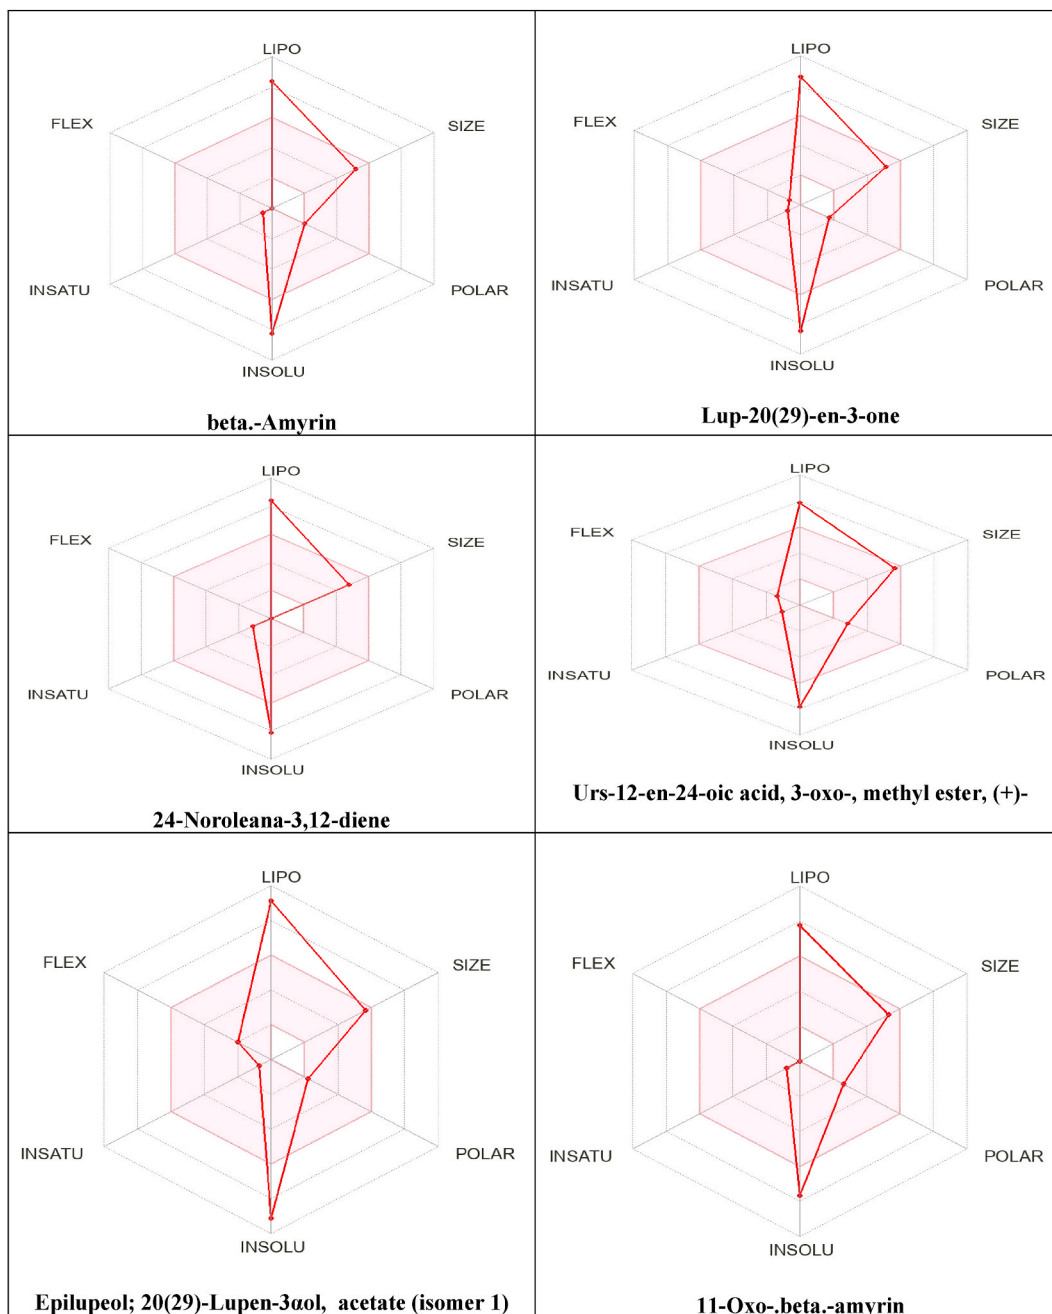 LIPO
FLEX
SIZE
INSATU
POLAR
INSOLU
beta.-Amyrin
LIPO
FLEX
SIZE
INSATU
POLAR
INSOLU
Lup-20(29)-en-3-one
LIPO
FLEX
SIZE
INSATU
POLAR
INSOLU
24-Noroleana-3,12-diene
LIPO
FLEX
SIZE
INSATU
POLAR
INSOLU
Urs-12-en-24-oic acid, 3-oxo-, methyl ester, (+)-
LIPO
FLEX
SIZE
INSATU
POLAR
INSOLU
Epilupeol; 20(29)-Lupen-3αol, acetate (isomer 1)
LIPO
FLEX
SIZE
INSATU
POLAR
INSOLU
11-Oxo-.beta.-amyrin